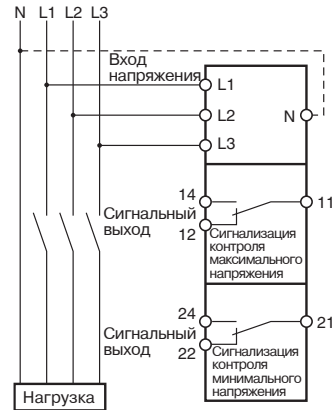 N L1 L2 L3
Вход
напряжения
L1
L2
N
L3
14
11
Сигнальный
выход
12
Сигнализация
контроля
максимального
напряжения
24
21
Сигнальный
выход
22
Сигнализация
контроля
минимального
напряжения
Нагрузка